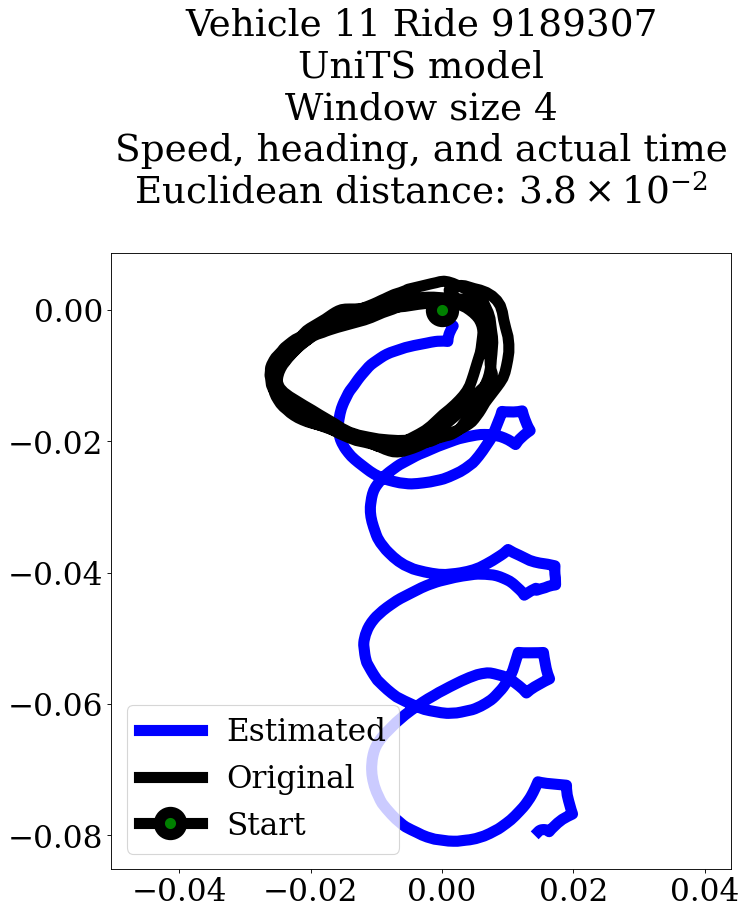 Vehicle 11 Ride 9189307
UniTS model
Window size 4
Speed, heading, and actual time
Euclidean distance: 3.8 × 10⁻²
0.00
−0.02
−0.04
−0.06
−0.08
Estimated
Original
Start
−0.04 −0.02 0.00 0.02 0.04